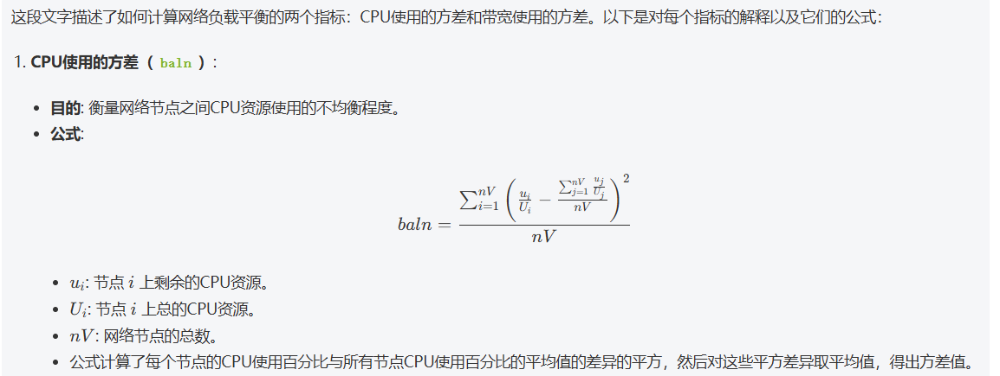 这段文字描述了如何计算网络负载平衡的两个指标：CPU使用的方差和带宽使用的方差。以下是对每个指标的解释以及它们的公式：
1. CPU使用的方差（ baln ）：
• 目的: 衡量网络节点之间CPU资源使用的不均衡程度。
• 公式:
$baln = \frac{\sum_{i=1}^{nV} \left( \frac{u_i}{U_i} - \frac{\sum_{j=1}^{nV} \frac{u_j}{U_j}}{nV} \right)^2}{nV}$
• $u_i$: 节点 $i$ 上剩余的CPU资源。
• $U_i$: 节点 $i$ 上总的CPU资源。
• $nV$: 网络节点的总数。
• 公式计算了每个节点的CPU使用百分比与所有节点CPU使用百分比的平均值的差异的平方，然后对这些平方差异取平均值，得出方差值。